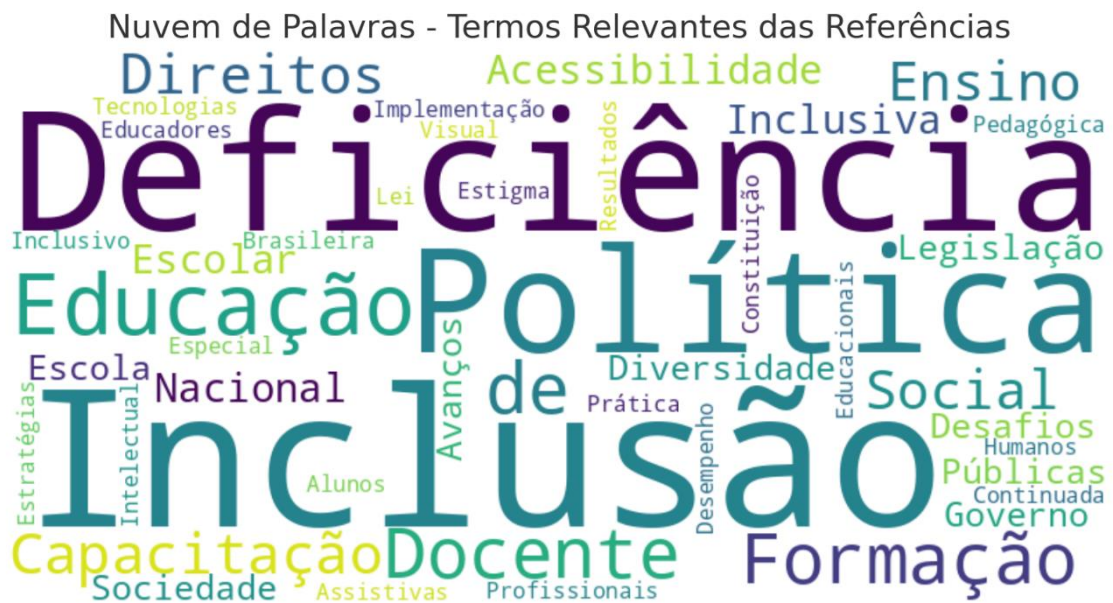 Nuvem de Palavras - Termos Relevantes das Referências
Direitos
Acessibilidade
Ensino
Tecnologias
Implementação
Resultados
Inclusiva
Pedagógica
Educadores
Visual
Deficiência
Lei
Estigma
Constituição
Inclusivo
Brasileira
Legislação
Escolar
Política
Educação
Educacionais
Especial
Avanços
Escola
Diversidade
Nacional
de
Prática
Social
Estratégias
Intelectual
Inclusão
Desempenho
Desafios
Humanos
Alunos
Públicas
Continuada
Governo
Capacitação
Docente
Formação
Sociedade
Assistivas
Profissionais